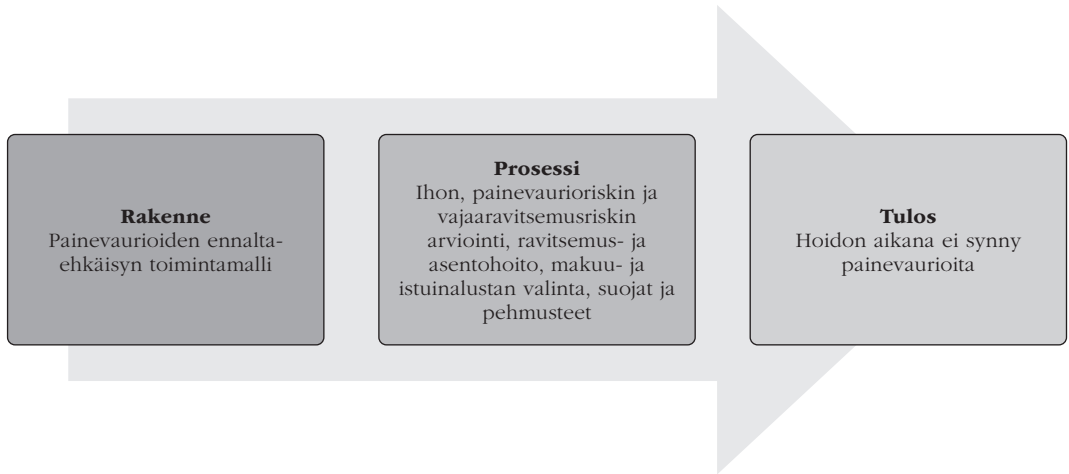 Rakenne
Painevaurioiden ennalta-
ehkäisyn toimintamalli
Prosessi
Ihon, painevaurioriskin ja
vajaaravitsemusriskin
arviointi, ravitsemus- ja
asentohoito, makuu- ja
istuinalustan valinta, suojat ja
pehmusteet
Tulos
Hoidon aikana ei synny
painevaurioita